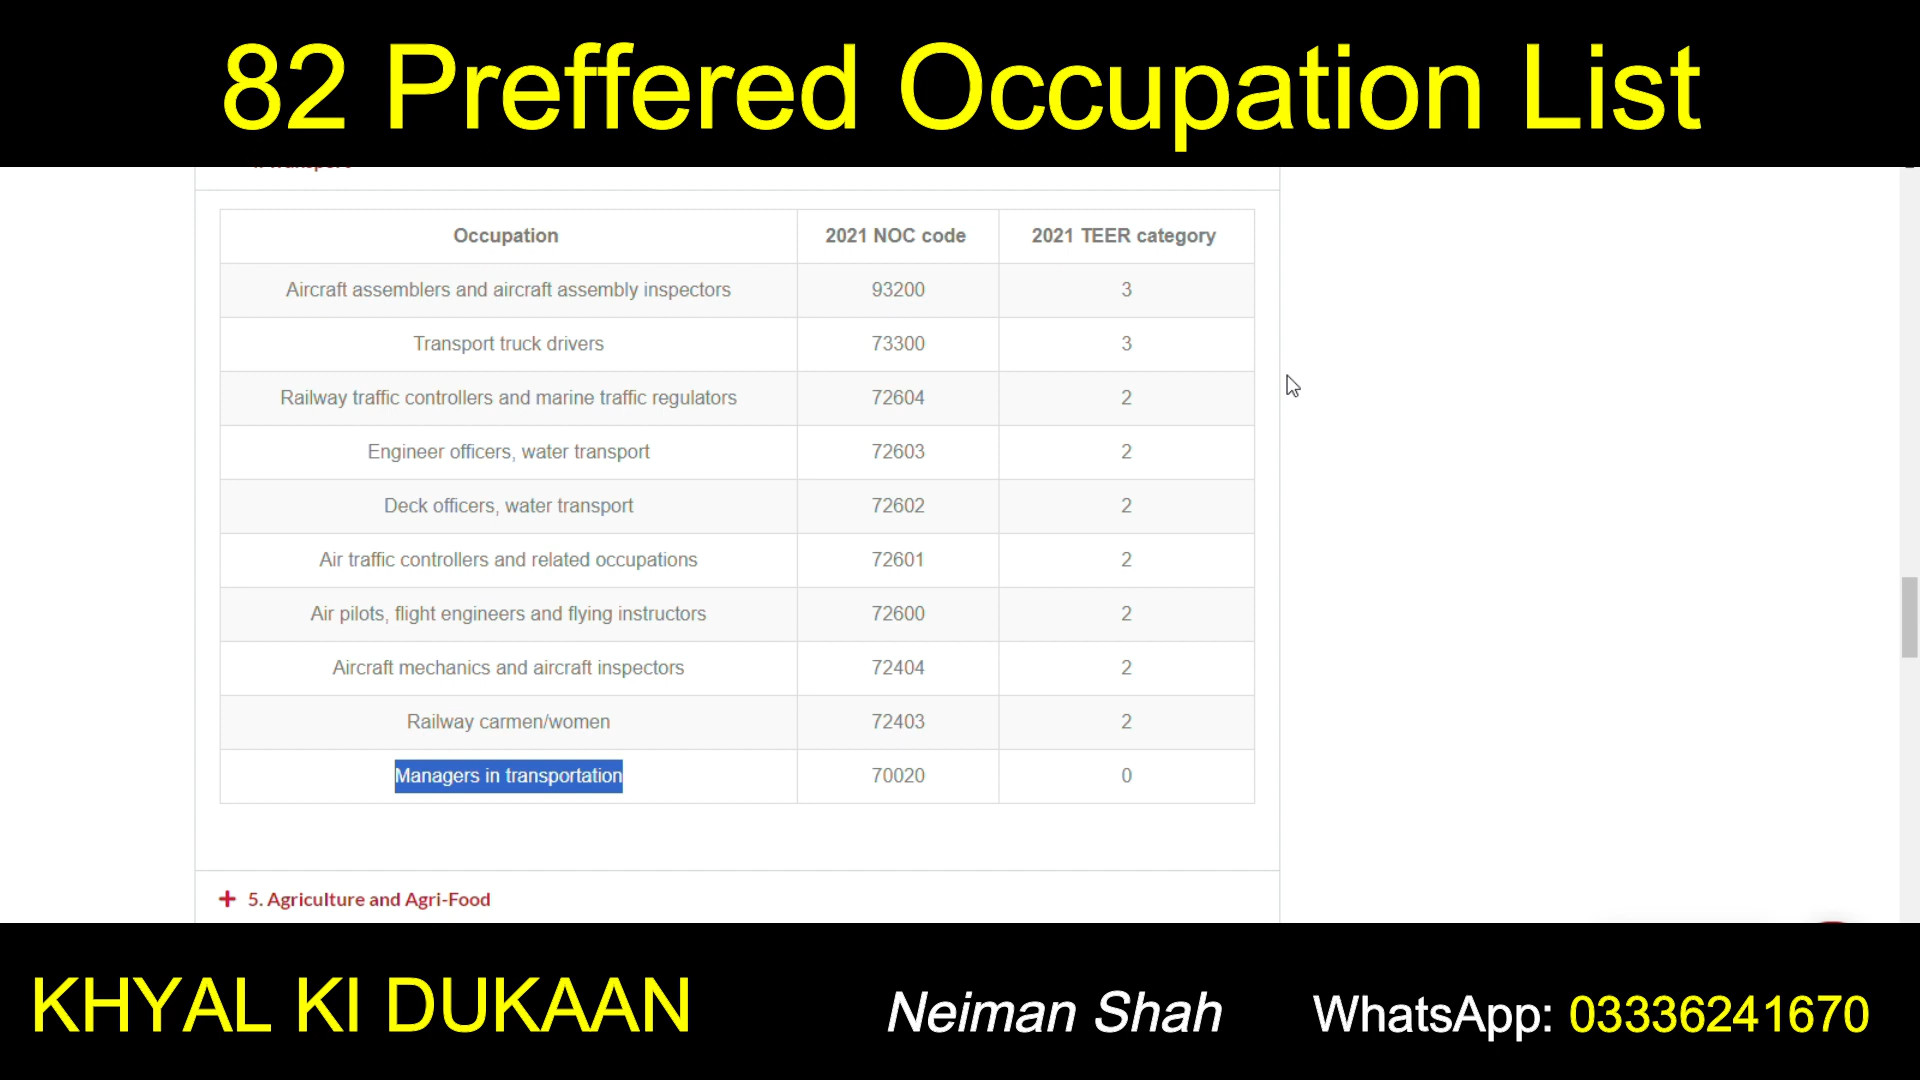 82 Preffered Occupation List
Occupation 2021 NOC code 2021 TEER category
Aircraft assemblers and aircraft assembly inspectors 93200 3
Transport truck drivers 73300 3
Railway traffic controllers and marine traffic regulators 72604 2
Engineer officers, water transport 72603 2
Deck officers, water transport 72602 2
Air traffic controllers and related occupations 72601 2
Air pilots, flight engineers and flying instructors 72600 2
Aircraft mechanics and aircraft inspectors 72404 2
Railway carmen/women 72403 2
Managers in transportation 70020 0
+ 5. Agriculture and Agri-Food
KHYAL KI DUKAAN Neiman Shah WhatsApp: 03336241670